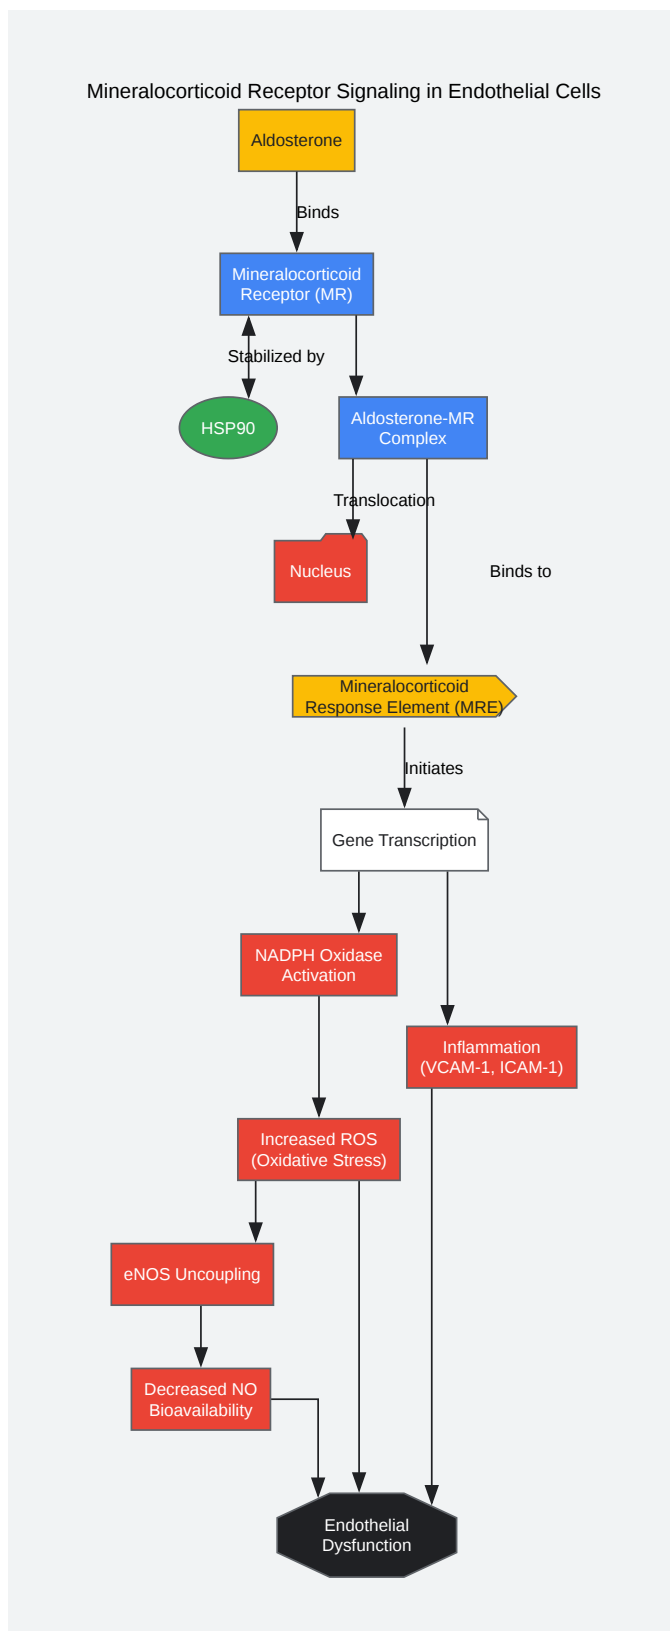 Mineralocorticoid Receptor Signaling in Endothelial Cells
Aldosterone
Binds
Mineralocorticoid
Receptor (MR)
Stabilized by
HSP90
Aldosterone-MR
Complex
Translocation
Nucleus
Binds to
Mineralocorticoid
Response Element (MRE)
Initiates
Gene Transcription
NADPH Oxidase
Activation
Inflammation
(VCAM-1, ICAM-1)
Increased ROS
(Oxidative Stress)
eNOS Uncoupling
Decreased NO
Bioavailability
Endothelial
Dysfunction